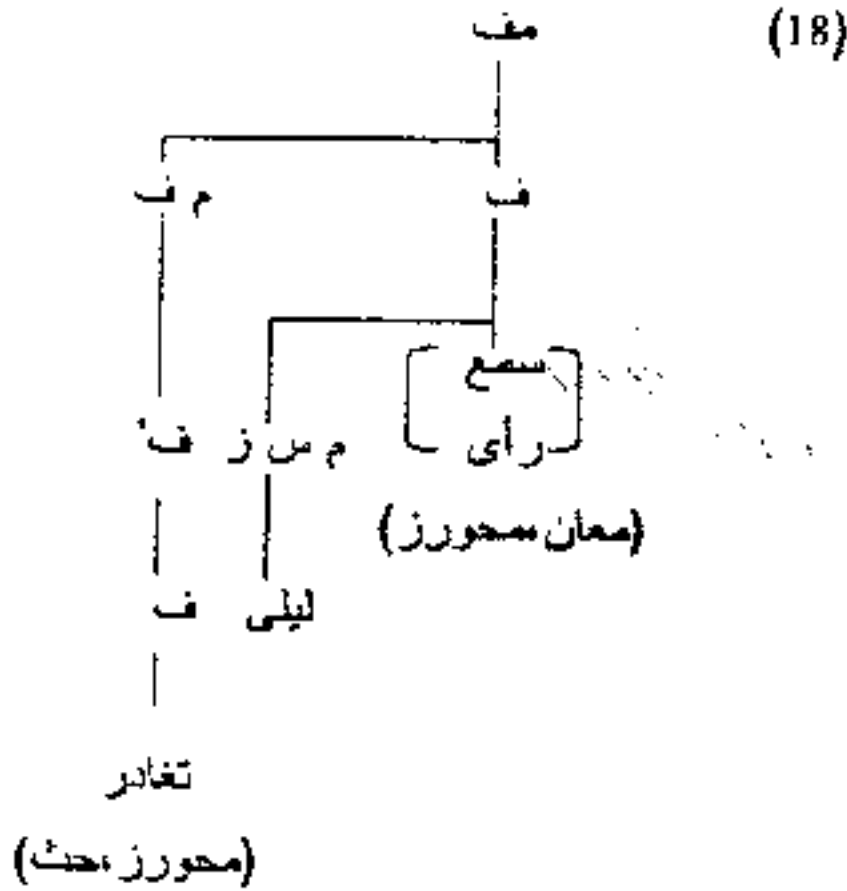 (18)
مف
ف م ف
سمع
رأى م س ز ف'
(معان، محورز)
ليلى ف
تغادر
(محورز، حث)